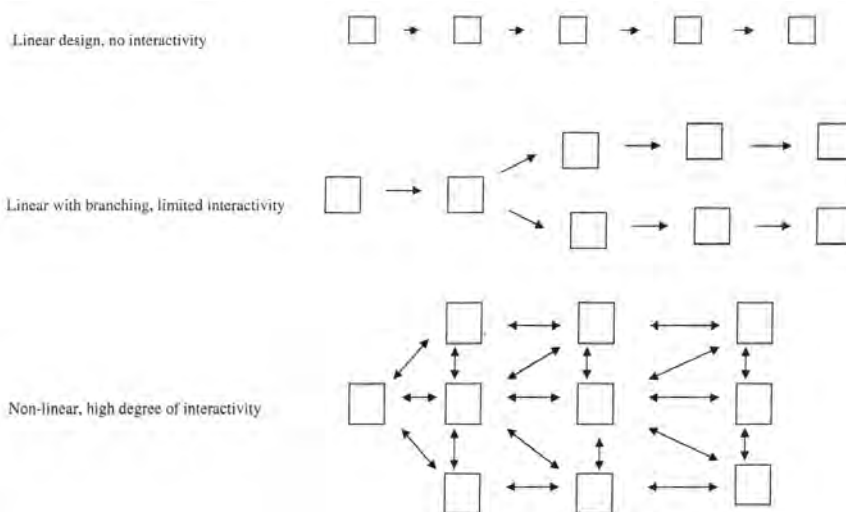 Linear design, no interactivity
Linear with branching, limited interactivity
Non-linear, high degree of interactivity